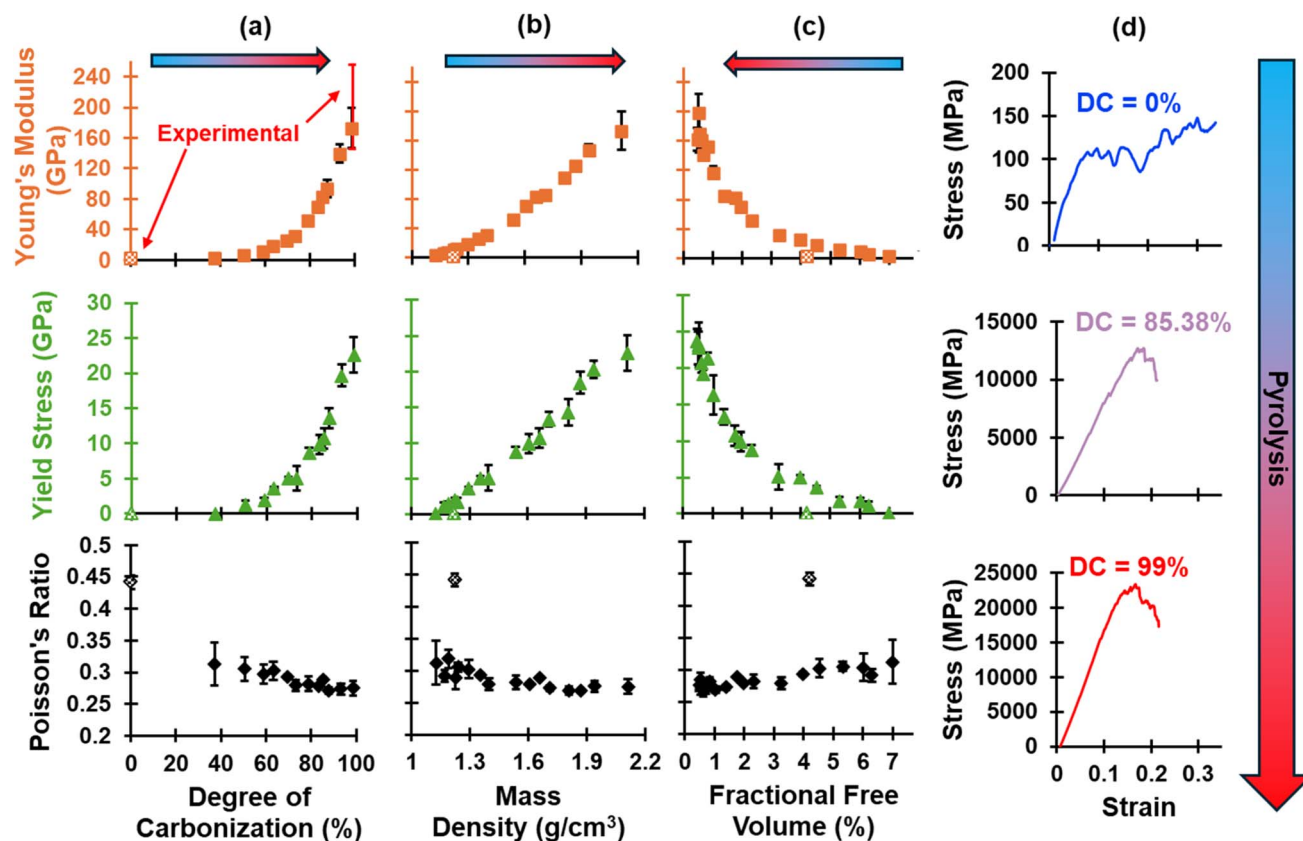 (a)
(b)
(c)
(d)
Young's Modulus
(GPa)
240
200
160
120
80
40
0
Experimental
Yield Stress (GPa)
30
25
20
15
10
5
0
Poisson's Ratio
0.5
0.45
0.4
0.35
0.3
0.25
0.2
0 20 40 60 80 100
Degree of
Carbonization (%)
1 1.3 1.6 1.9 2.2
Mass
Density (g/cm³)
0 1 2 3 4 5 6 7
Fractional Free
Volume (%)
Stress (MPa)
200
150
100
50
0
DC = 0%
Stress (MPa)
15000
10000
5000
0
DC = 85.38%
Stress (MPa)
25000
20000
15000
10000
5000
0
DC = 99%
0 0.1 0.2 0.3
Strain
Pyrolysis